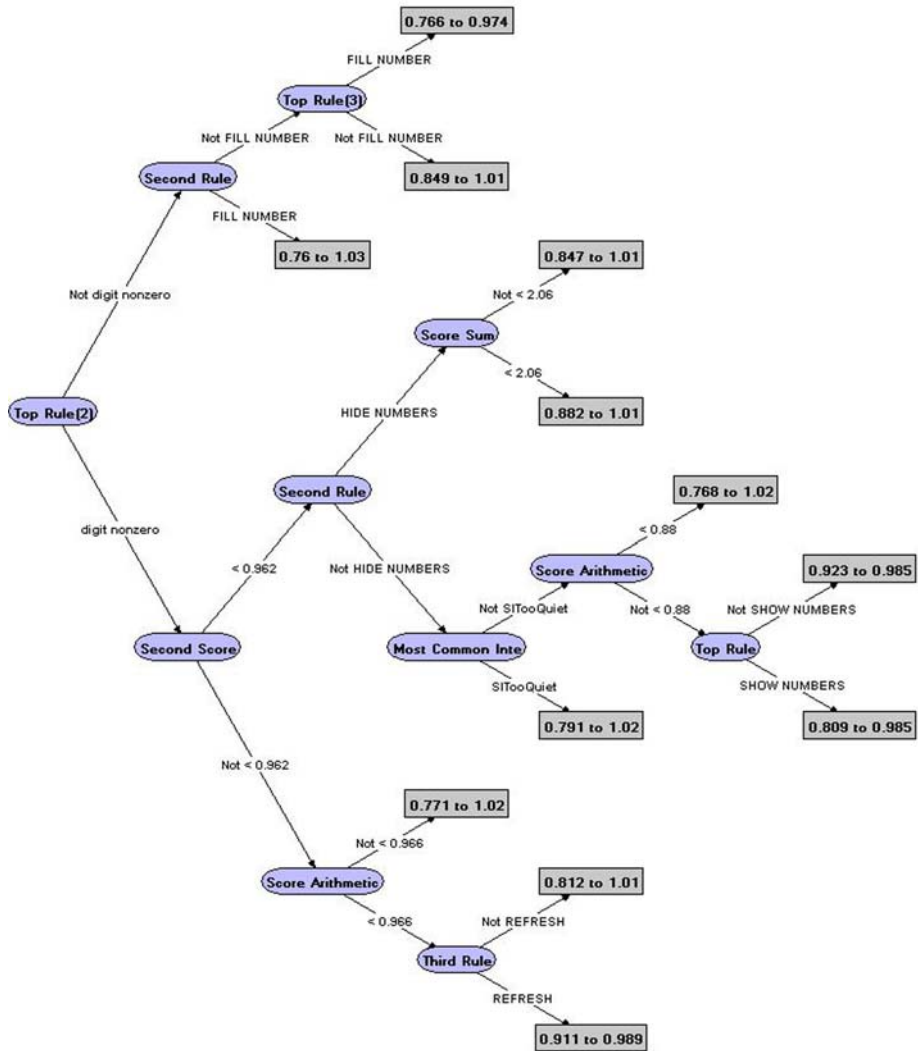 0.766 to 0.974
FILL NUMBER
Top Rule(3)
Not FILL NUMBER
Not FILL NUMBER
Second Rule
0.849 to 1.01
FILL NUMBER
0.76 to 1.03
0.847 to 1.01
Not digit nonzero
Not < 2.06
Score Sum
< 2.06
Top Rule(2)
HIDE NUMBERS
0.882 to 1.01
Second Rule
0.768 to 1.02
digit nonzero
< 0.88
< 0.962
Not HIDE NUMBERS
Score Arithmetic
0.923 to 0.985
Not SITooQuiet
Not < 0.88
Not SHOW NUMBERS
Second Score
Most Common Inte
Top Rule
SITooQuiet
SHOW NUMBERS
0.791 to 1.02
0.809 to 0.985
Not < 0.962
0.771 to 1.02
Not < 0.966
Score Arithmetic
0.812 to 1.01
< 0.966
Not REFRESH
Third Rule
REFRESH
0.911 to 0.989